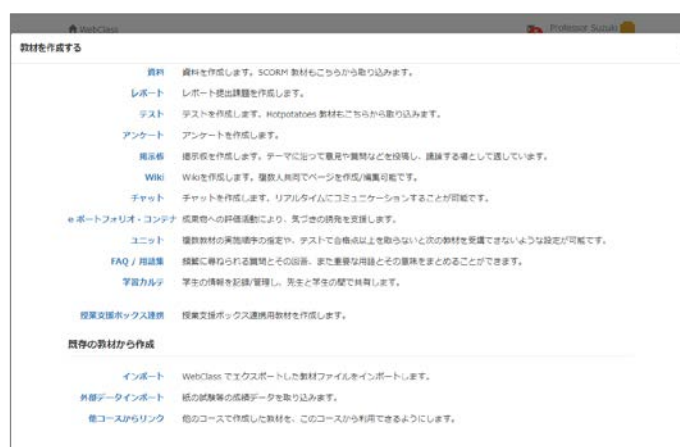 WebClass
Professor Suzuki
教材を作成する
資料 資料を作成します。SCORM 教材もこちらから取り込みます。
レポート レポート提出課題を作成します。
テスト テストを作成します。Hotpotatoes 教材もこちらから取り込みます。
アンケート アンケートを作成します。
掲示板 掲示板を作成します。テーマに沿って意見や質問などを投稿し、議論する場として適しています。
Wiki Wikiを作成します。複数人共同でページを作成/編集可能です。
チャット チャットを作成します。リアルタイムにコミュニケーションすることが可能です。
e ポートフォリオ・コンテナ 成果物への評価活動により、気づきの誘発を支援します。
ユニット 複数教材の実施順序の指定や、テストで合格点以上を取らないと次の教材を受講できないような設定が可能です。
FAQ / 用語集 頻繁に尋ねられる質問とその回答、また重要な用語とその意味をまとめることができます。
学習カルテ 学生の情報を記録/管理し、先生と学生の間で共有します。
授業支援ボックス連携 授業支援ボックス連携用教材を作成します。
既存の教材から作成
インポート WebClass でエクスポートした教材ファイルをインポートします。
外部データインポート 紙の試験等の成績データを取り込みます。
他コースからリンク 他のコースで作成した教材を、このコースから利用できるようにします。